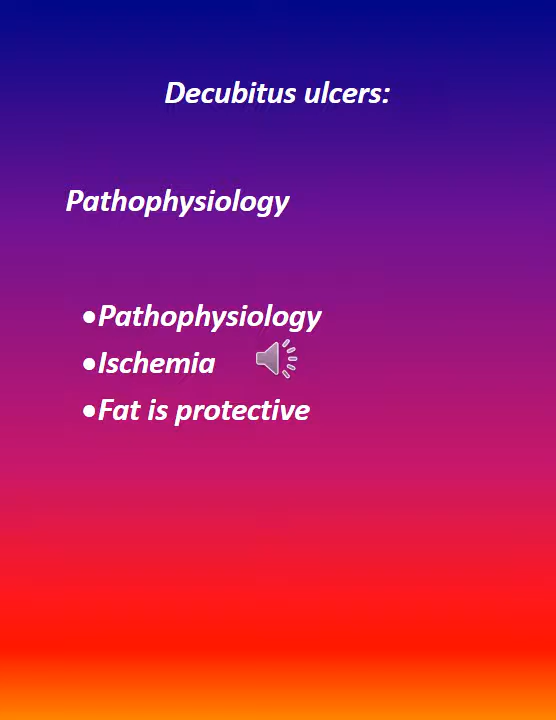 Decubitus ulcers:
Pathophysiology
•Pathophysiology
•Ischemia
•Fat is protective